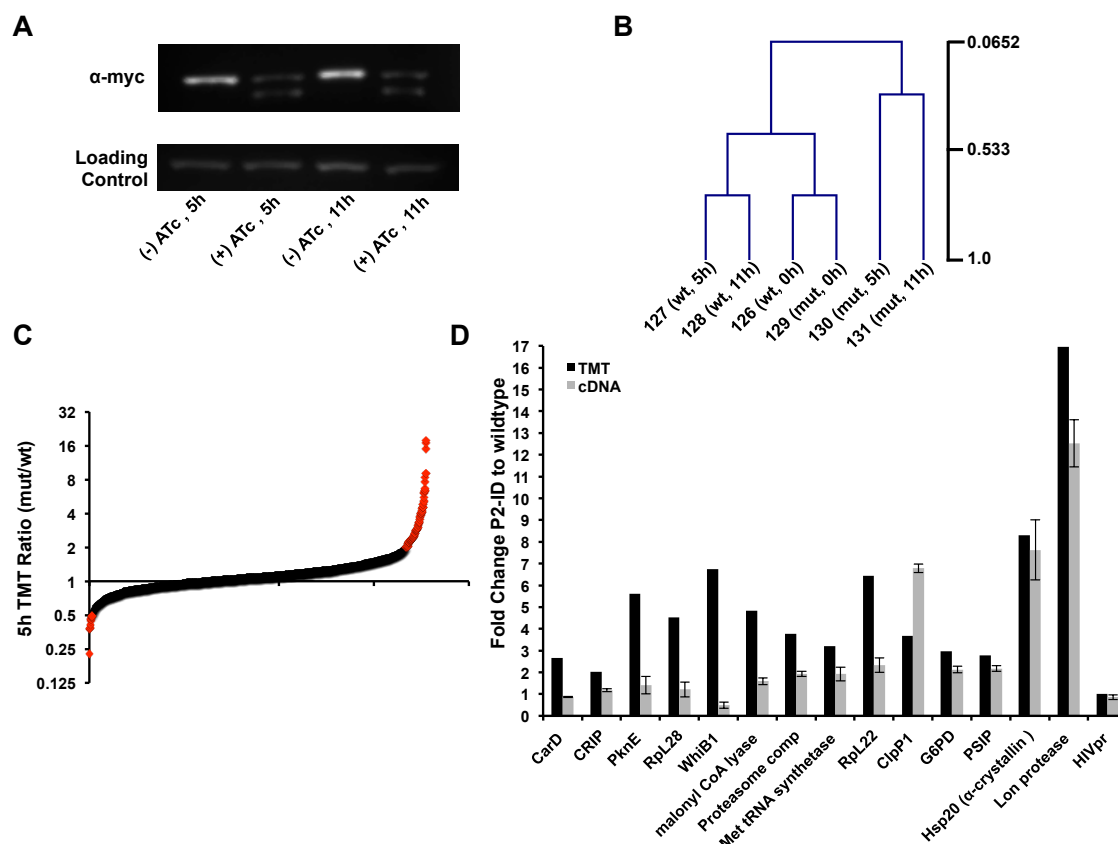 A
α-myc
Loading
Control
(-) ATc , 5h
(+) ATc , 5h
(-) ATc , 11h
(+) ATc , 11h
B
0.0652
0.533
1.0
127 (wt, 5h)
128 (wt, 11h)
126 (wt, 0h)
129 (mut, 0h)
130 (mut, 5h)
131 (mut, 11h)
C
5h TMT Ratio (mut/wt)
32
16
8
4
2
1
0.5
0.25
0.125
D
Fold Change P2-ID to wildtype
17
16
15
14
13
12
11
10
9
8
7
6
5
4
3
2
1
0
TMT
cDNA
CarD
CRIP
PknE
RpL28
WhiB1
malonyl CoA lyase
Proteasome comp
Met tRNA synthetase
RpL22
ClpP1
G6PD
PSIP
Hsp20 (α-crystallin )
Lon protease
HIVpr